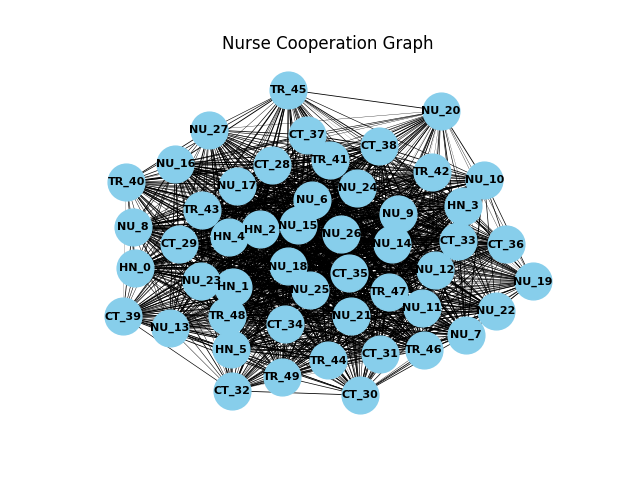 Nurse Cooperation Graph
TR_45
NU_20
NU_27
CT_37
CT_38
NU_16
CT_28
TR_41
TR_42
TR_40
NU_17
NU_24
NU_10
NU_6
HN_3
TR_43
NU_9
NU_8
NU_15
HN_2
HN_4
NU_26
CT_29
NU_14
CT_33
CT_36
HN_0
NU_18
CT_35
NU_12
NU_23
NU_19
HN_1
NU_25
TR_47
NU_11
NU_22
CT_39
TR_48
NU_21
NU_13
CT_34
NU_7
HN_5
TR_46
CT_31
TR_44
TR_49
CT_32
CT_30